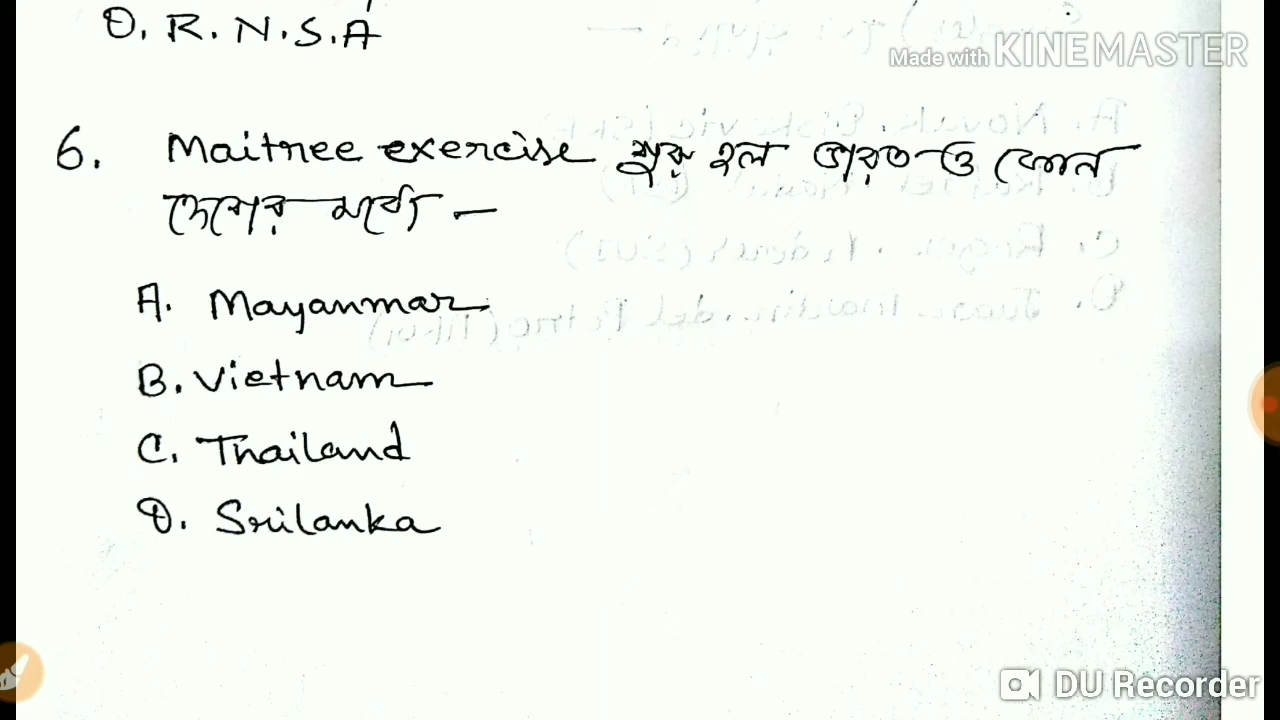 D. R. N. S. A
Made with KINEMASTER
6. Maitree exercise শুরু হল ভারত ও কোন
দেশের মধ্যে —
A. Mayanmar
B. Vietnam
C. Thailand
D. Srilanka
DU Recorder